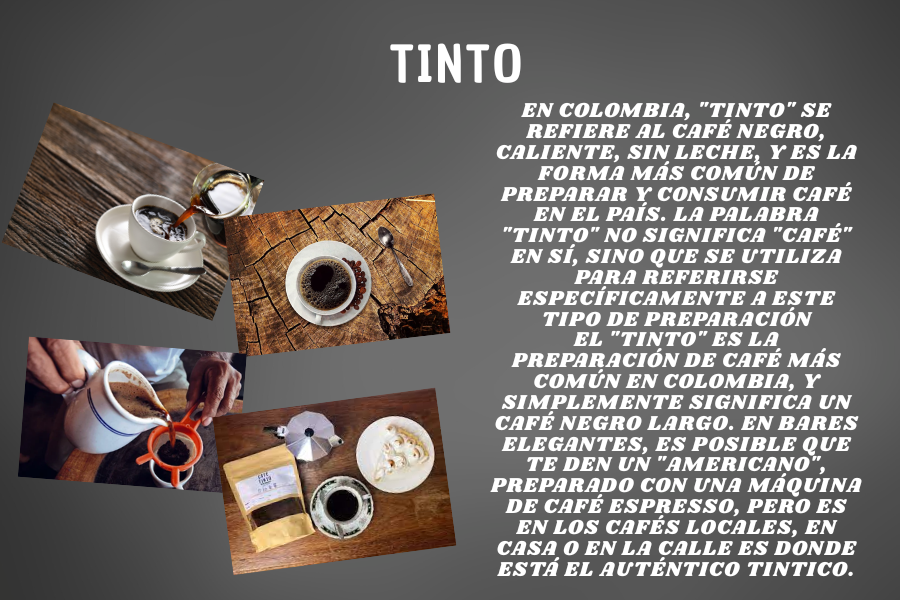 TINTO
EN COLOMBIA, "TINTO" SE
REFIERE AL CAFÉ NEGRO,
CALIENTE, SIN LECHE, Y ES LA
FORMA MÁS COMÚN DE
PREPARAR Y CONSUMIR CAFÉ
EN EL PAÍS. LA PALABRA
"TINTO" NO SIGNIFICA "CAFÉ"
EN SÍ, SINO QUE SE UTILIZA
PARA REFERIRSE
ESPECÍFICAMENTE A ESTE
TIPO DE PREPARACIÓN
EL "TINTO" ES LA
PREPARACIÓN DE CAFÉ MÁS
COMÚN EN COLOMBIA, Y
SIMPLEMENTE SIGNIFICA UN
CAFÉ NEGRO LARGO. EN BARES
ELEGANTES, ES POSIBLE QUE
TE DEN UN "AMERICANO",
PREPARADO CON UNA MÁQUINA
DE CAFÉ ESPRESSO, PERO ES
EN LOS CAFÉS LOCALES, EN
CASA O EN LA CALLE ES DONDE
ESTÁ EL AUTÉNTICO TINTICO.